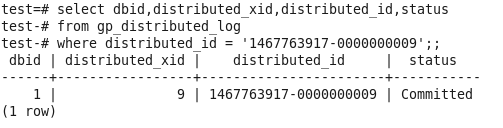 test=# select dbid,distributed_xid,distributed_id,status
test-# from gp_distributed_log
test-# where distributed_id = '1467763917-0000000009';;
 dbid | distributed_xid |    distributed_id     |  status
------+-----------------+-----------------------+-----------
    1 |               9 | 1467763917-0000000009 | Committed
(1 row)